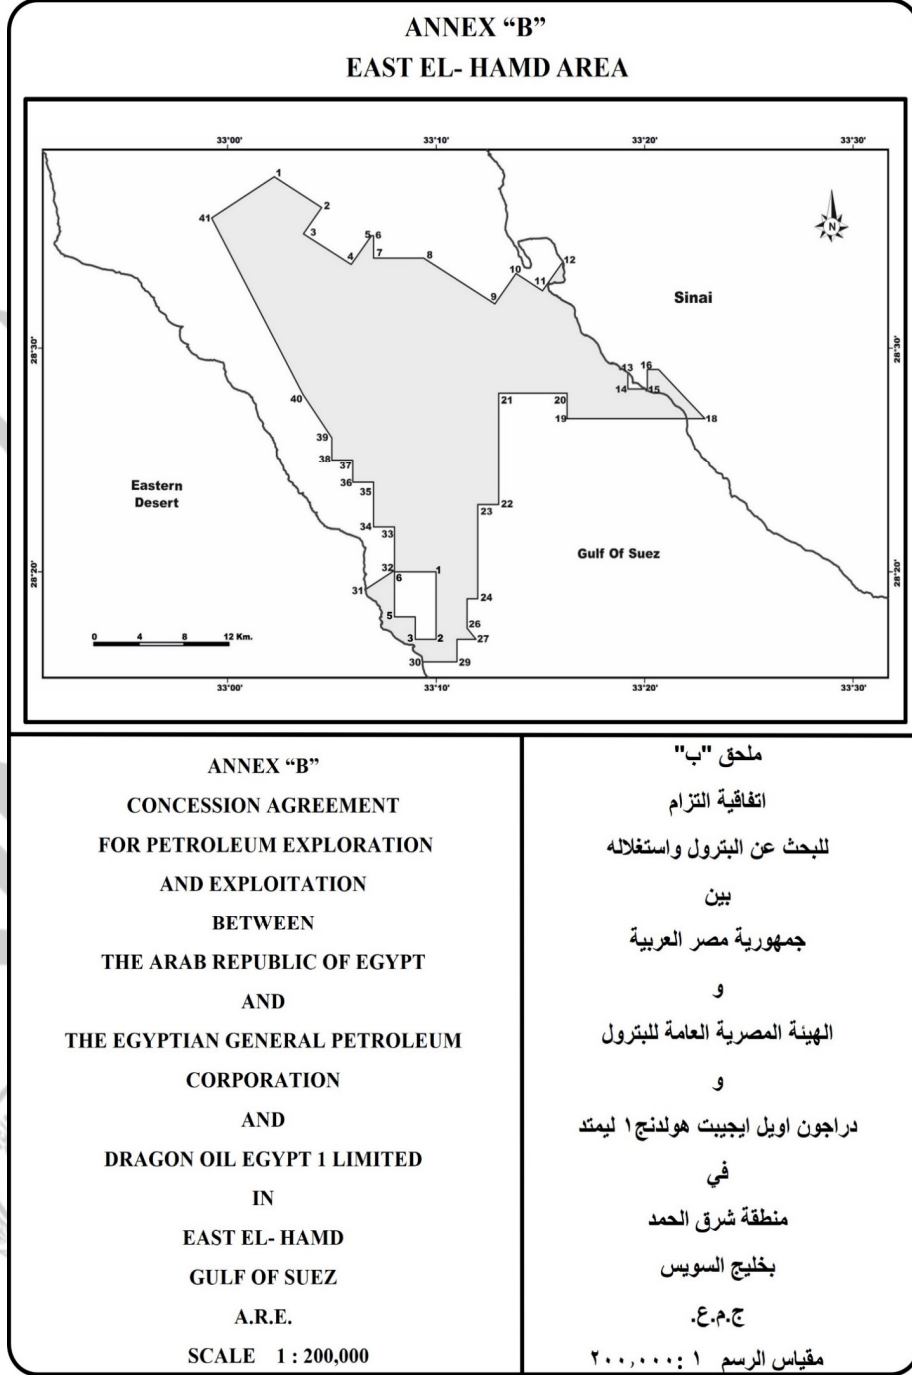 ANNEX “B”
EAST EL- HAMD AREA
33°00' 33°10' 33°20' 33°30'
1
2
41
3
5 6
4
7
8
10
12
11
9
N
Sinai
28°30'
28°30'
13
16
14
15
40
21
20
19
18
39
38
37
36
35
Eastern
Desert
22
23
34
33
Gulf Of Suez
28°20'
28°20'
32
6
1
31
24
5
26
3
2
27
30
29
0 4 8 12 Km.
33°00' 33°10' 33°20' 33°30'
ANNEX “B”
CONCESSION AGREEMENT
FOR PETROLEUM EXPLORATION
AND EXPLOITATION
BETWEEN
THE ARAB REPUBLIC OF EGYPT
AND
THE EGYPTIAN GENERAL PETROLEUM
CORPORATION
AND
DRAGON OIL EGYPT 1 LIMITED
IN
EAST EL- HAMD
GULF OF SUEZ
A.R.E.
SCALE 1 : 200,000
ملحق "ب"
اتفاقية التزام
للبحث عن البترول واستغلاله
بين
جمهورية مصر العربية
و
الهيئة المصرية العامة للبترول
و
دراجون اويل ايجيبت هولدنج١ ليمتد
في
منطقة شرق الحمد
بخليج السويس
ج.م.ع.
مقياس الرسم ١ :٢٠٠,٠٠٠